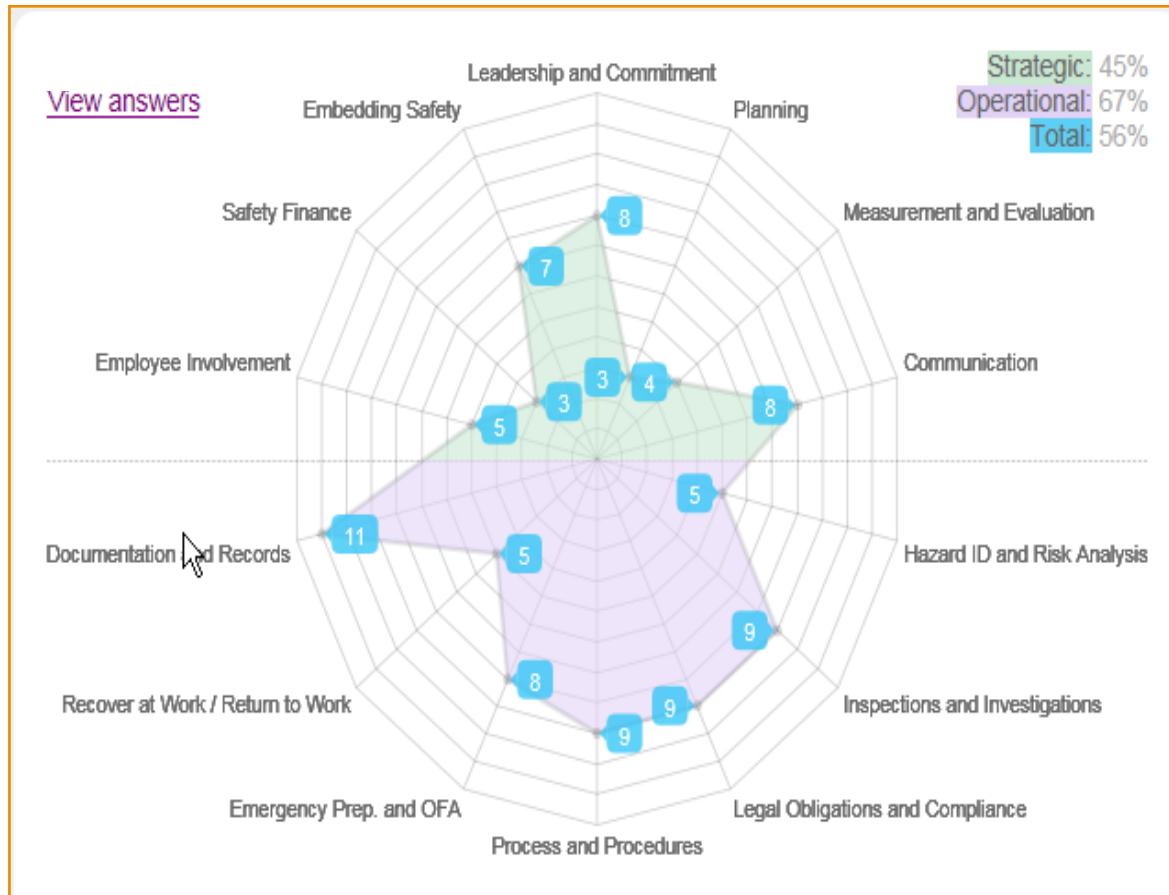 Leadership and Commitment
Strategic: 45%
View answers
Embedding Safety
Planning
Operational: 67%
Total: 56%
Safety Finance
Measurement and Evaluation
8
7
Employee Involvement
Communication
3
4
3
8
5
5
Documentation and Records
11
5
Hazard ID and Risk Analysis
9
8
9
9
Recover at Work / Return to Work
Inspections and Investigations
Emergency Prep. and OFA
Legal Obligations and Compliance
Process and Procedures